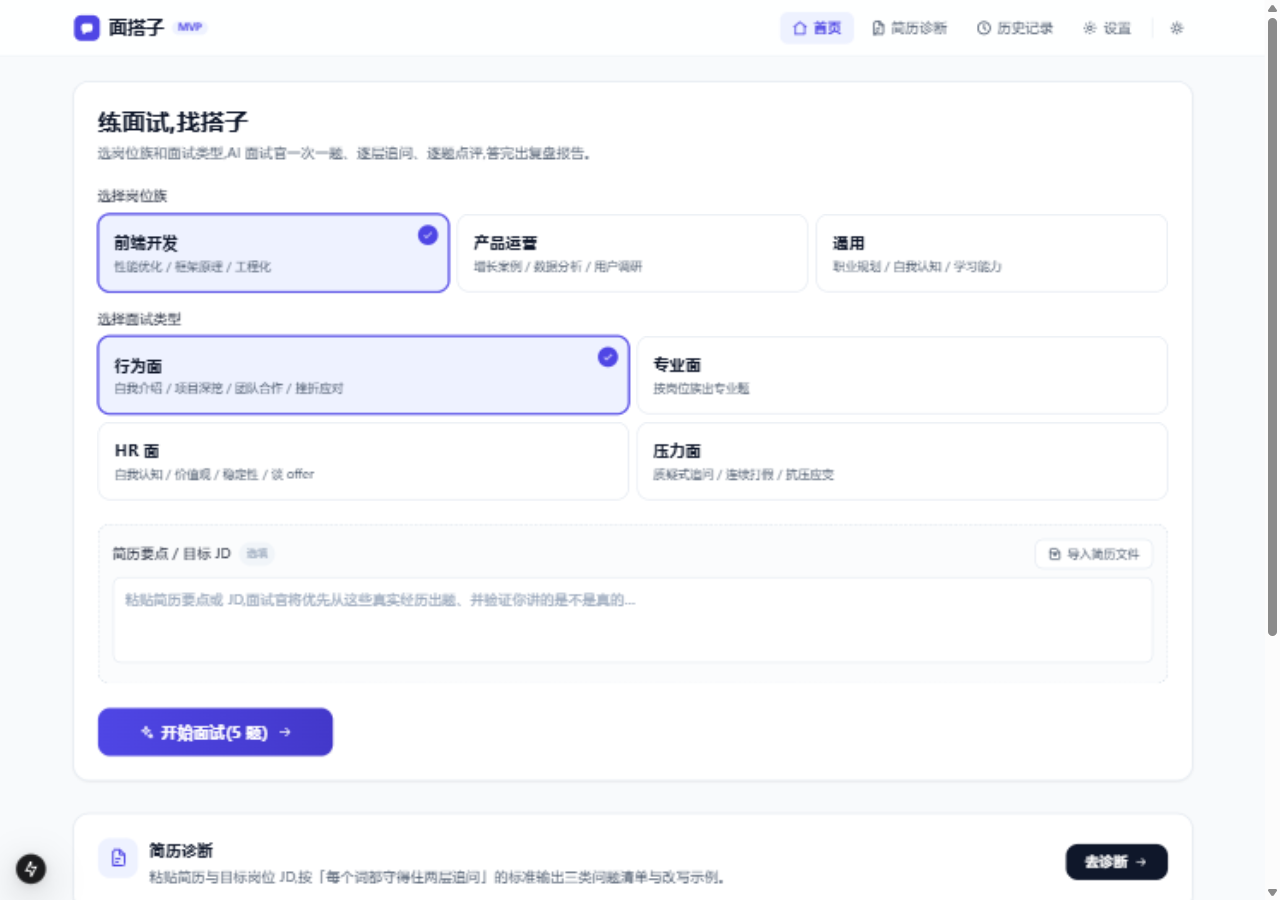 面搭子 MVP 首页 简历诊断 历史记录 设置
练面试,找搭子
选岗位族和面试类型,AI 面试官一次一题、逐层追问、逐题点评,答完出复盘报告。
选择岗位族
前端开发 产品运营 通用
性能优化 / 框架原理 / 工程化 增长案例 / 数据分析 / 用户调研 职业规划 / 自我认知 / 学习能力
选择面试类型
行为面 专业面
自我介绍 / 项目深挖 / 团队合作 / 挫折应对 按岗位族出专业题
HR 面 压力面
自我认知 / 价值观 / 稳定性 / 谈 offer 质疑式追问 / 连续打假 / 抗压应变
简历要点 / 目标 JD 选填 导入简历文件
粘贴简历要点或 JD,面试官将优先从这些真实经历出题、并验证你讲的是不是真的...
开始面试(5 题) →
简历诊断 去诊断 →
粘贴简历与目标岗位 JD,按「每个词都守得住两层追问」的标准输出三类问题清单与改写示例。